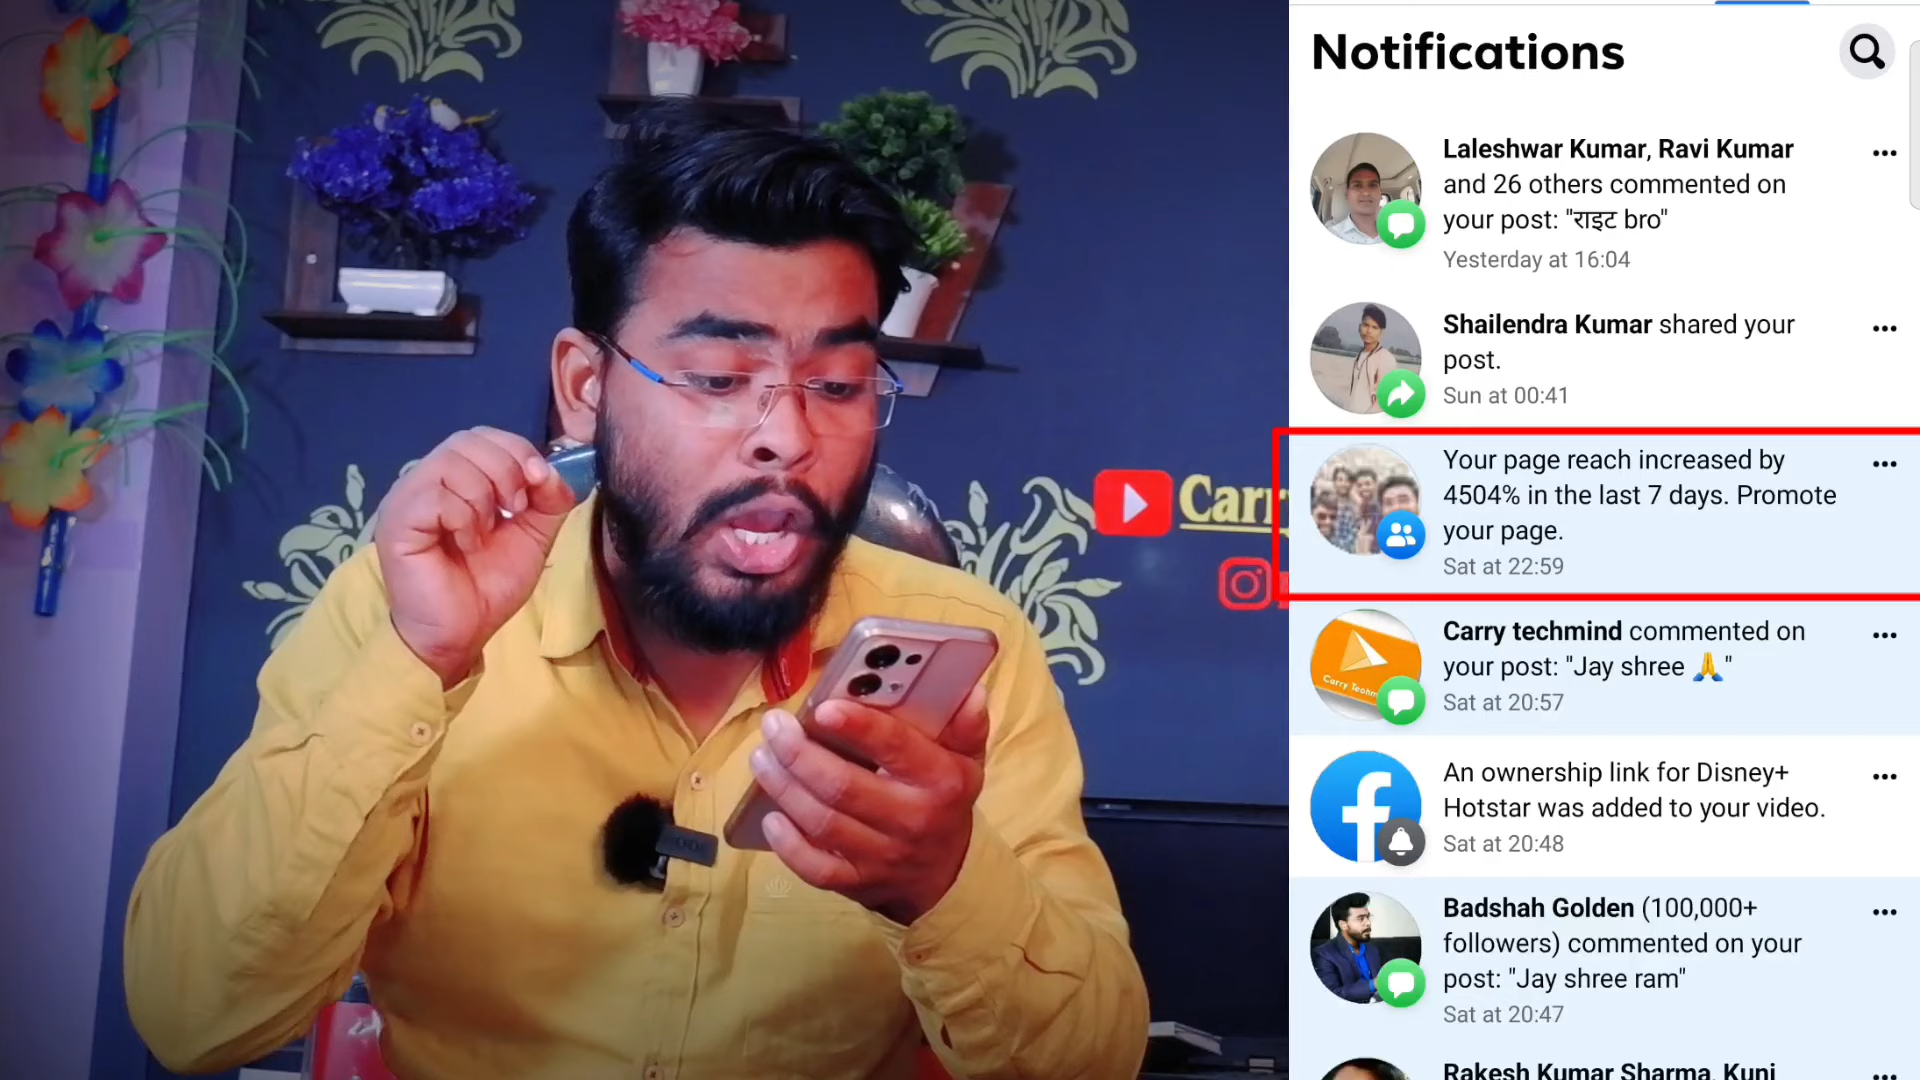 Notifications
Laleshwar Kumar, Ravi Kumar
and 26 others commented on
your post: "राइट bro"
Yesterday at 16:04
Shailendra Kumar shared your
post.
Sun at 00:41
Your page reach increased by
4504% in the last 7 days. Promote
your page.
Sat at 22:59
Carry techmind commented on
your post: "Jay shree 🙏"
Sat at 20:57
An ownership link for Disney+
Hotstar was added to your video.
Sat at 20:48
Badshah Golden (100,000+
followers) commented on your
post: "Jay shree ram"
Sat at 20:47
Rakesh Kumar Sharma, Kunj
Carry